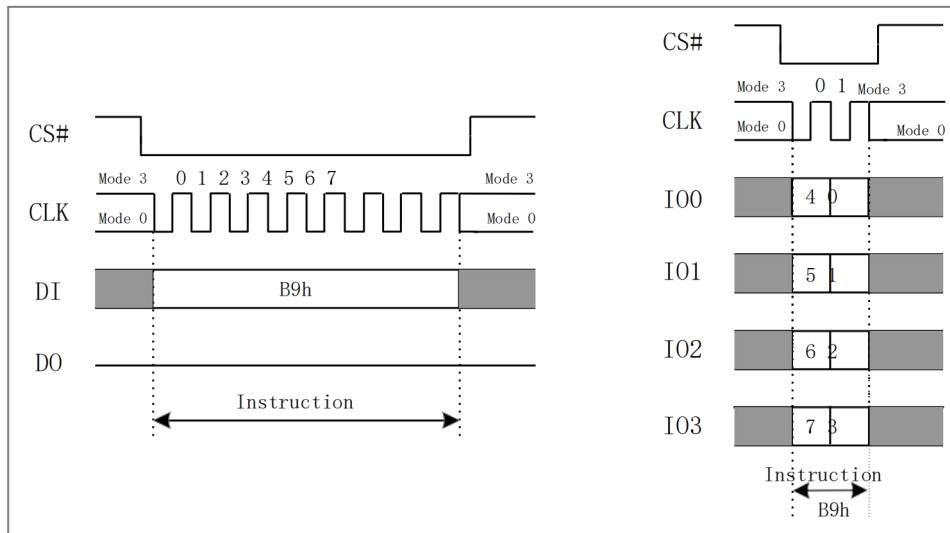 CS#
Mode 3 0 1 2 3 4 5 6 7 Mode 3
CLK
Mode 0 Mode 0
DI B9h
DO
Instruction
CS#
Mode 3 0 1 Mode 3
CLK
Mode 0 Mode 0
IO0 4 0
IO1 5 1
IO2 6 2
IO3 7 3
Instruction
B9h